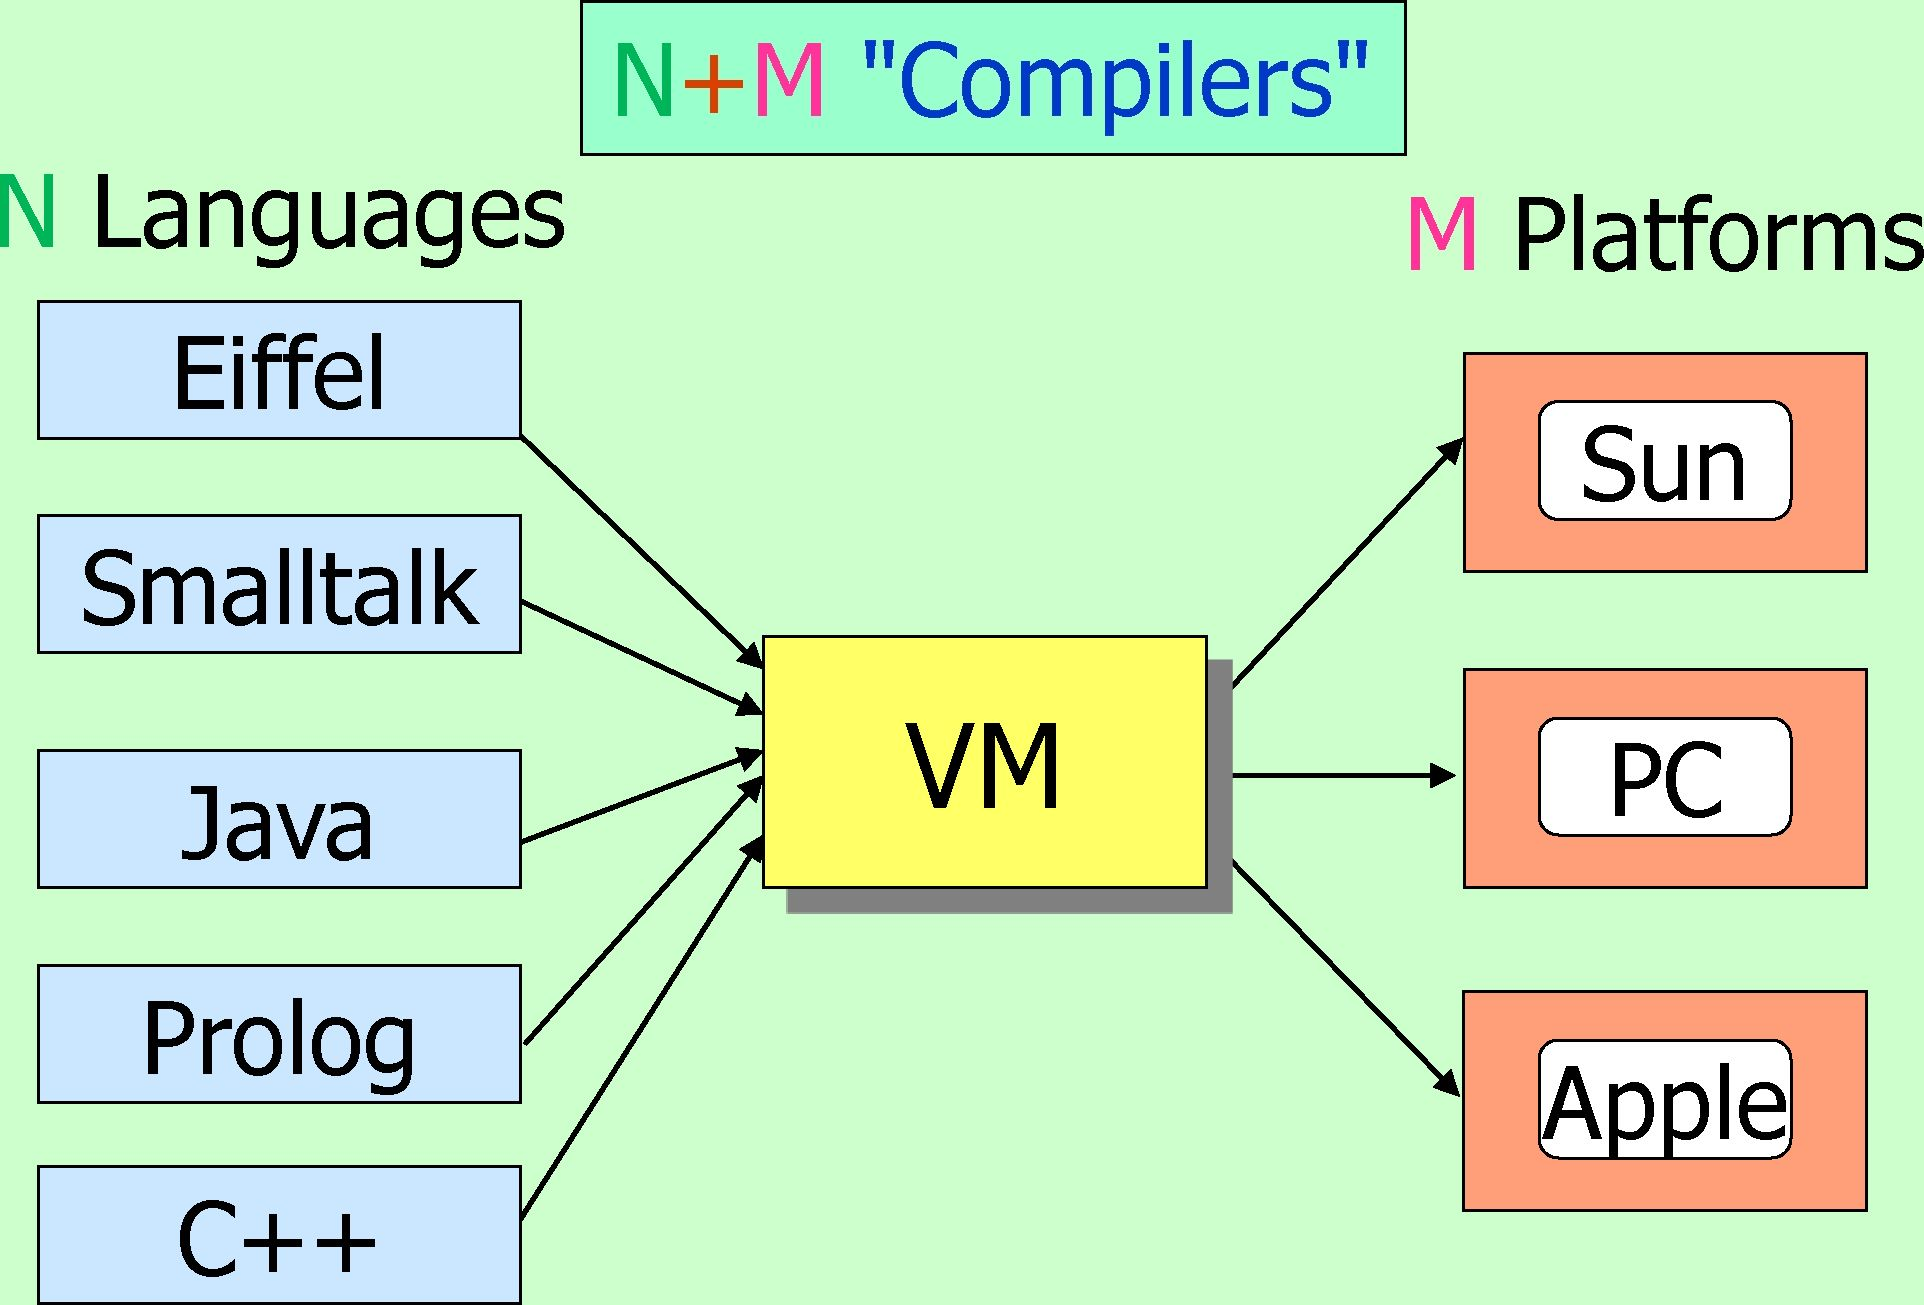 N+M "Compilers"
N Languages
M Platforms
Eiffel
Smalltalk
Java
Prolog
C++
VM
Sun
PC
Apple